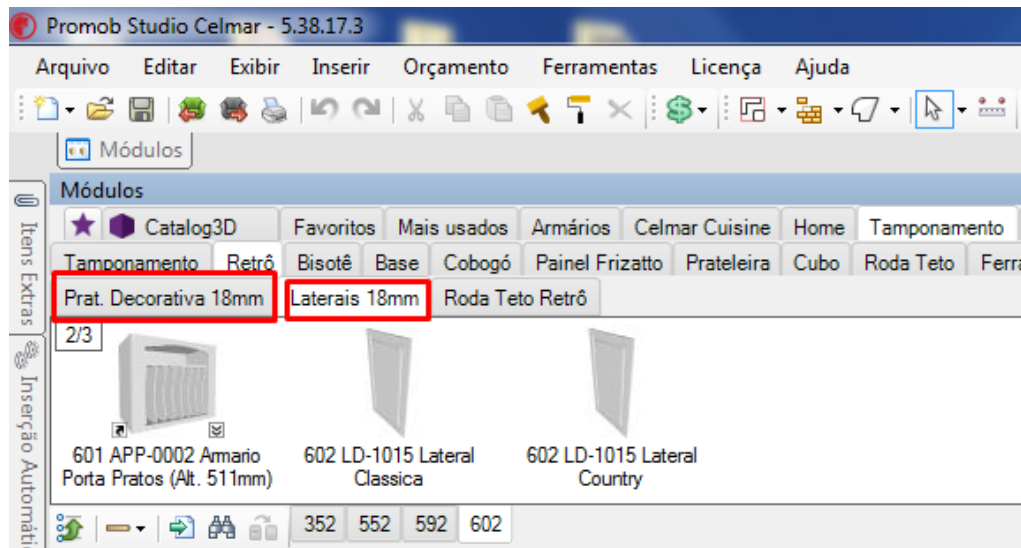 Promob Studio Celmar - 5.38.17.3
Arquivo Editar Exibir Inserir Orçamento Ferramentas Licença Ajuda
Módulos
Módulos
Catalog3D Favoritos Mais usados Armários Celmar Cuisine Home Tamponamento
Tamponamento Retrô Bisotê Base Cobogó Painel Frizatto Prateleira Cubo Roda Teto Ferra
Prat. Decorativa 18mm Laterais 18mm Roda Teto Retrô
2/3
601 APP-0002 Armario
Porta Pratos (Alt. 511mm)
602 LD-1015 Lateral
Classica
602 LD-1015 Lateral
Country
352 552 592 602
Itens Extras
Inserção Automátic